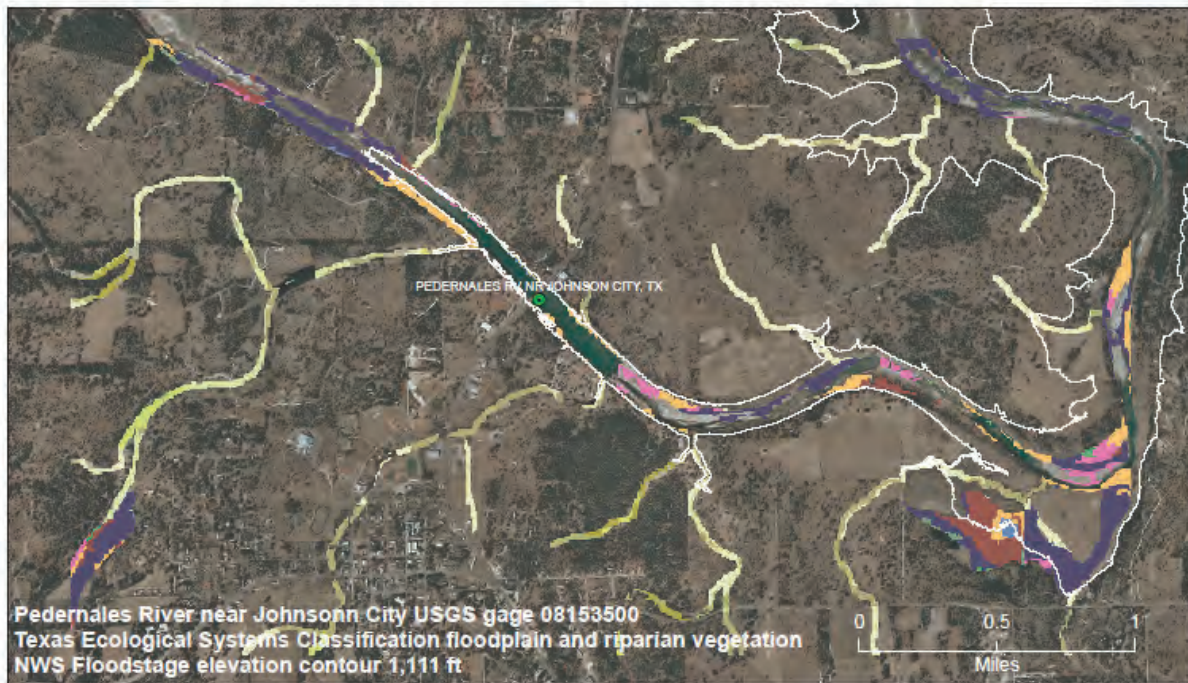 PEDERNALES RV NR JOHNSON CITY, TX
Pedernales River near Johnsonn City USGS gage 08153500
Texas Ecological Systems Classification floodplain and riparian vegetation
NWS Floodstage elevation contour 1,111 ft
0 0.5 1
Miles